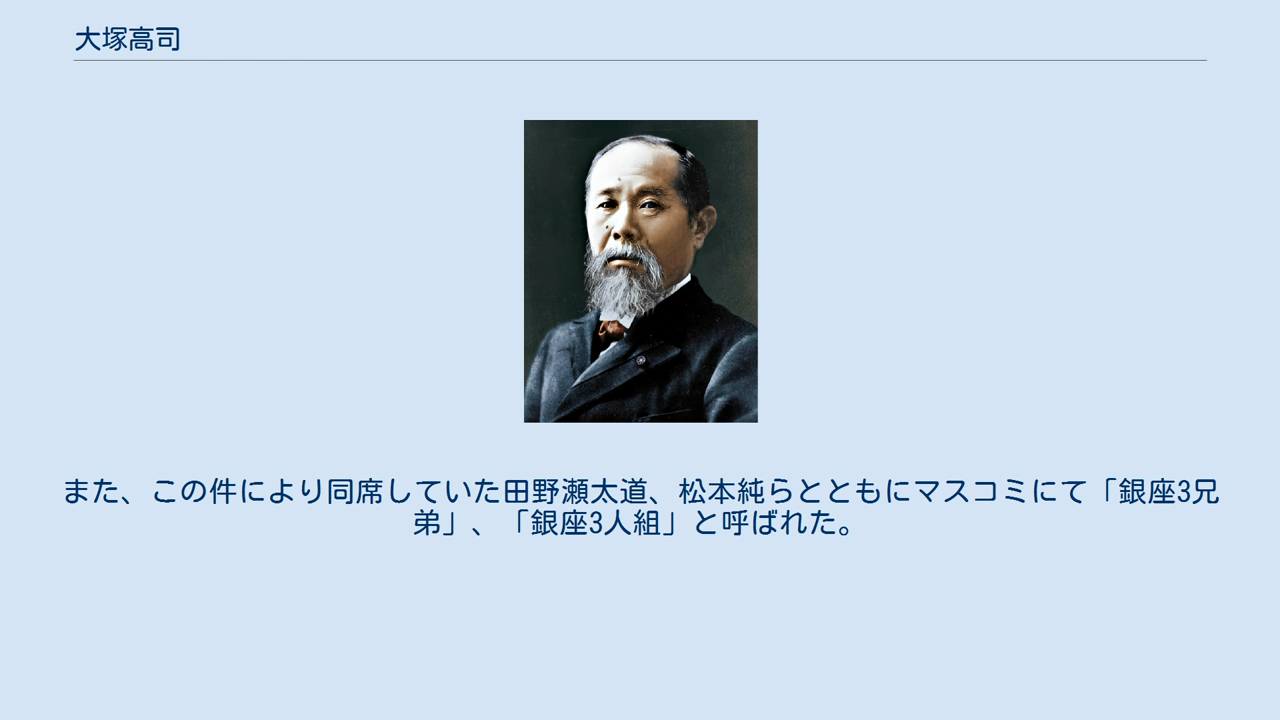 大塚高司
また、この件により同席していた田野瀬太道、松本純らとともにマスコミにて「銀座3兄
弟」、「銀座3人組」と呼ばれた。